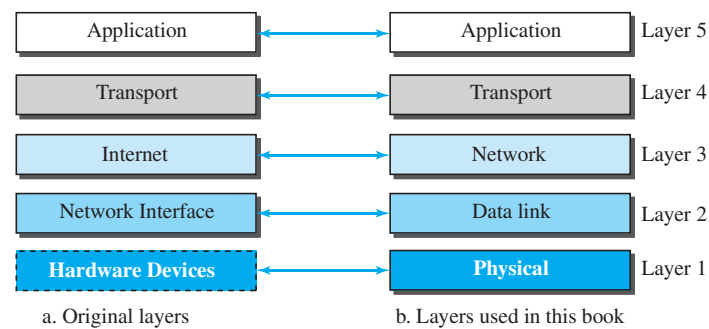 Application Application Layer 5
Transport Transport Layer 4
Internet Network Layer 3
Network Interface Data link Layer 2
Hardware Devices Physical Layer 1
a. Original layers b. Layers used in this book